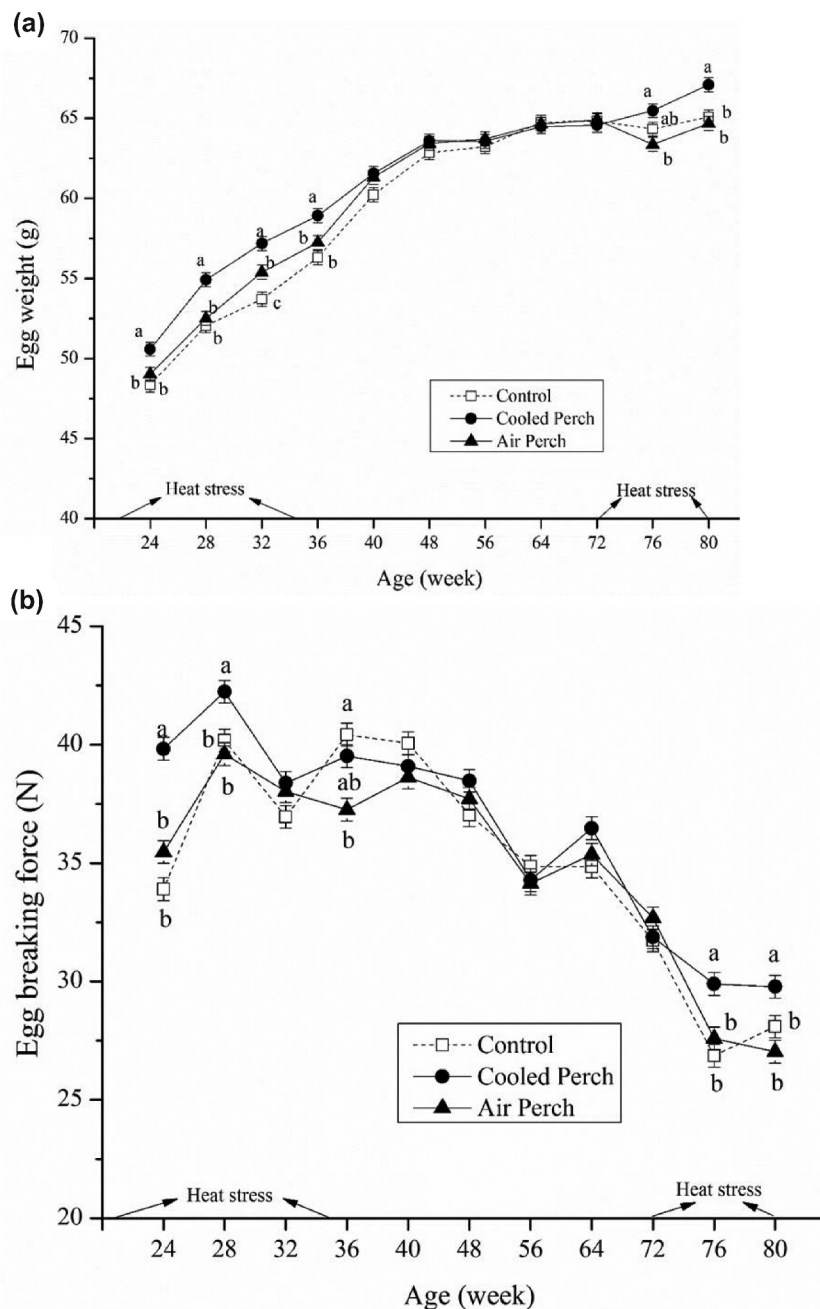 (a)
70
65
60
55
50
45
40
Egg weight (g)
a
a
a
a
a
a
ab
b
b
b
b
b
b
b
c
b
b
b
b
Control
Cooled Perch
Air Perch
Heat stress
Heat stress
24 28 32 36 40 48 56 64 72 76 80
Age (week)
(b)
45
40
35
30
25
20
Egg breaking force (N)
a
a
a
a
a
b
ab
b
b
b
b
b
b
b
b
Control
Cooled Perch
Air Perch
Heat stress
Heat stress
24 28 32 36 40 48 56 64 72 76 80
Age (week)